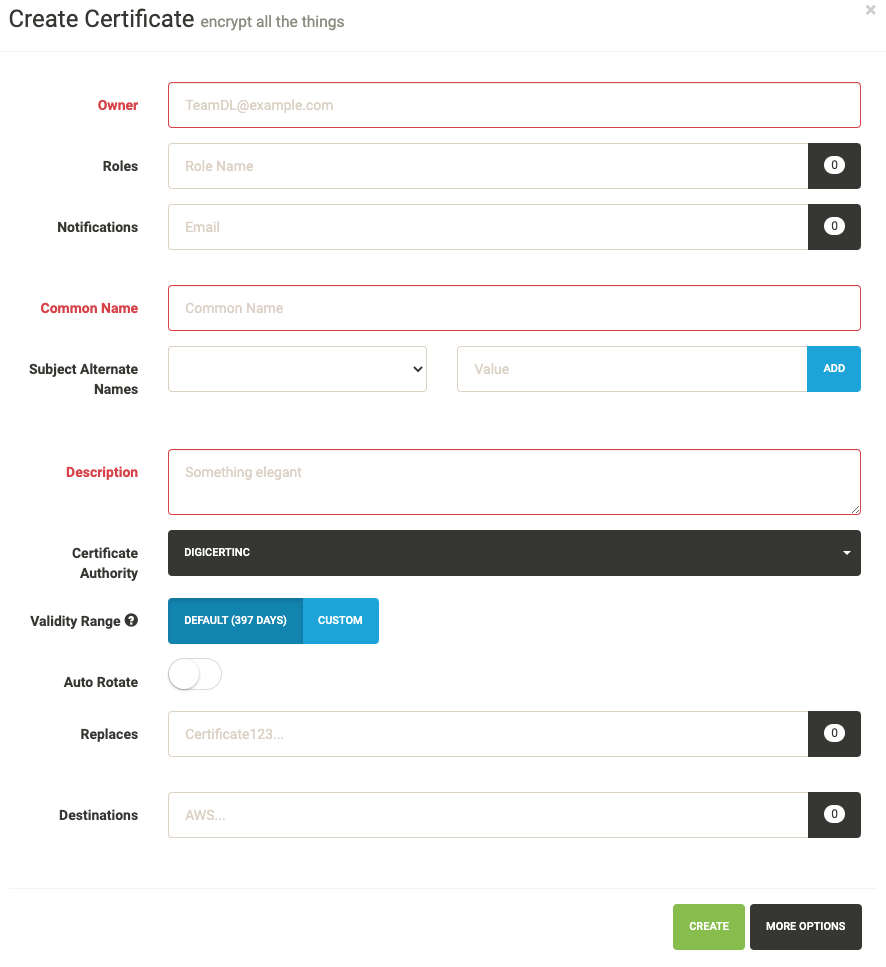 Create Certificate encrypt all the things
×
Owner
TeamDL@example.com
Roles
Role Name
0
Notifications
Email
0
Common Name
Common Name
Subject Alternate
Names
Value
ADD
Description
Something elegant
Certificate
Authority
DIGICERTINC
Validity Range ?
DEFAULT (397 DAYS)
CUSTOM
Auto Rotate
Replaces
Certificate123...
0
Destinations
AWS...
0
CREATE
MORE OPTIONS